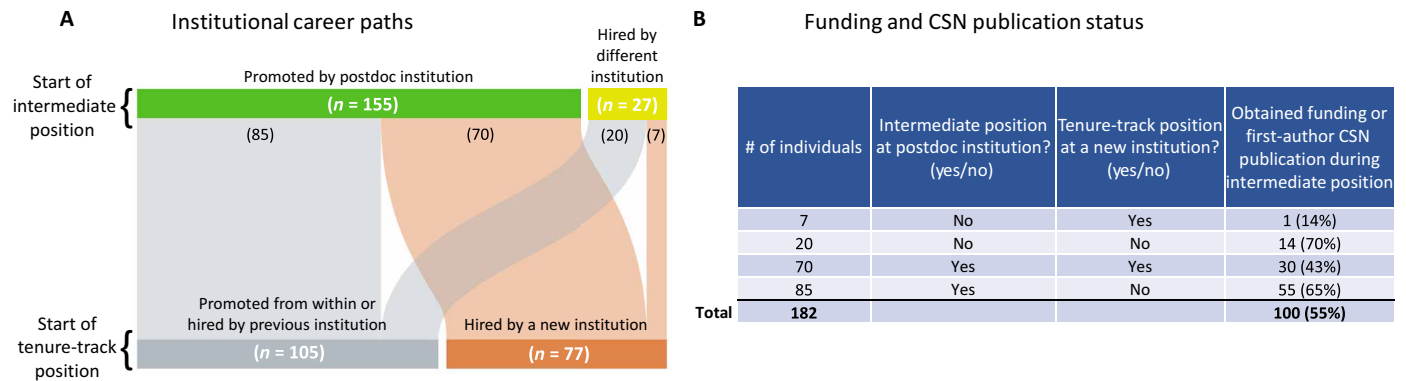 A
Institutional career paths
Hired by
different
institution
Promoted by postdoc institution
Start of
intermediate
position
(n = 155)
(n = 27)
(85)
(70)
(20)
(7)
Promoted from within or
hired by previous institution
Hired by a new institution
Start of
tenure-track
position
(n = 105)
(n = 77)
B
Funding and CSN publication status
# of individuals
Intermediate position
at postdoc institution?
(yes/no)
Tenure-track position
at a new institution?
(yes/no)
Obtained funding or
first-author CSN
publication during
intermediate position
7 No Yes 1 (14%)
20 No No 14 (70%)
70 Yes Yes 30 (43%)
85 Yes No 55 (65%)
Total 182 100 (55%)